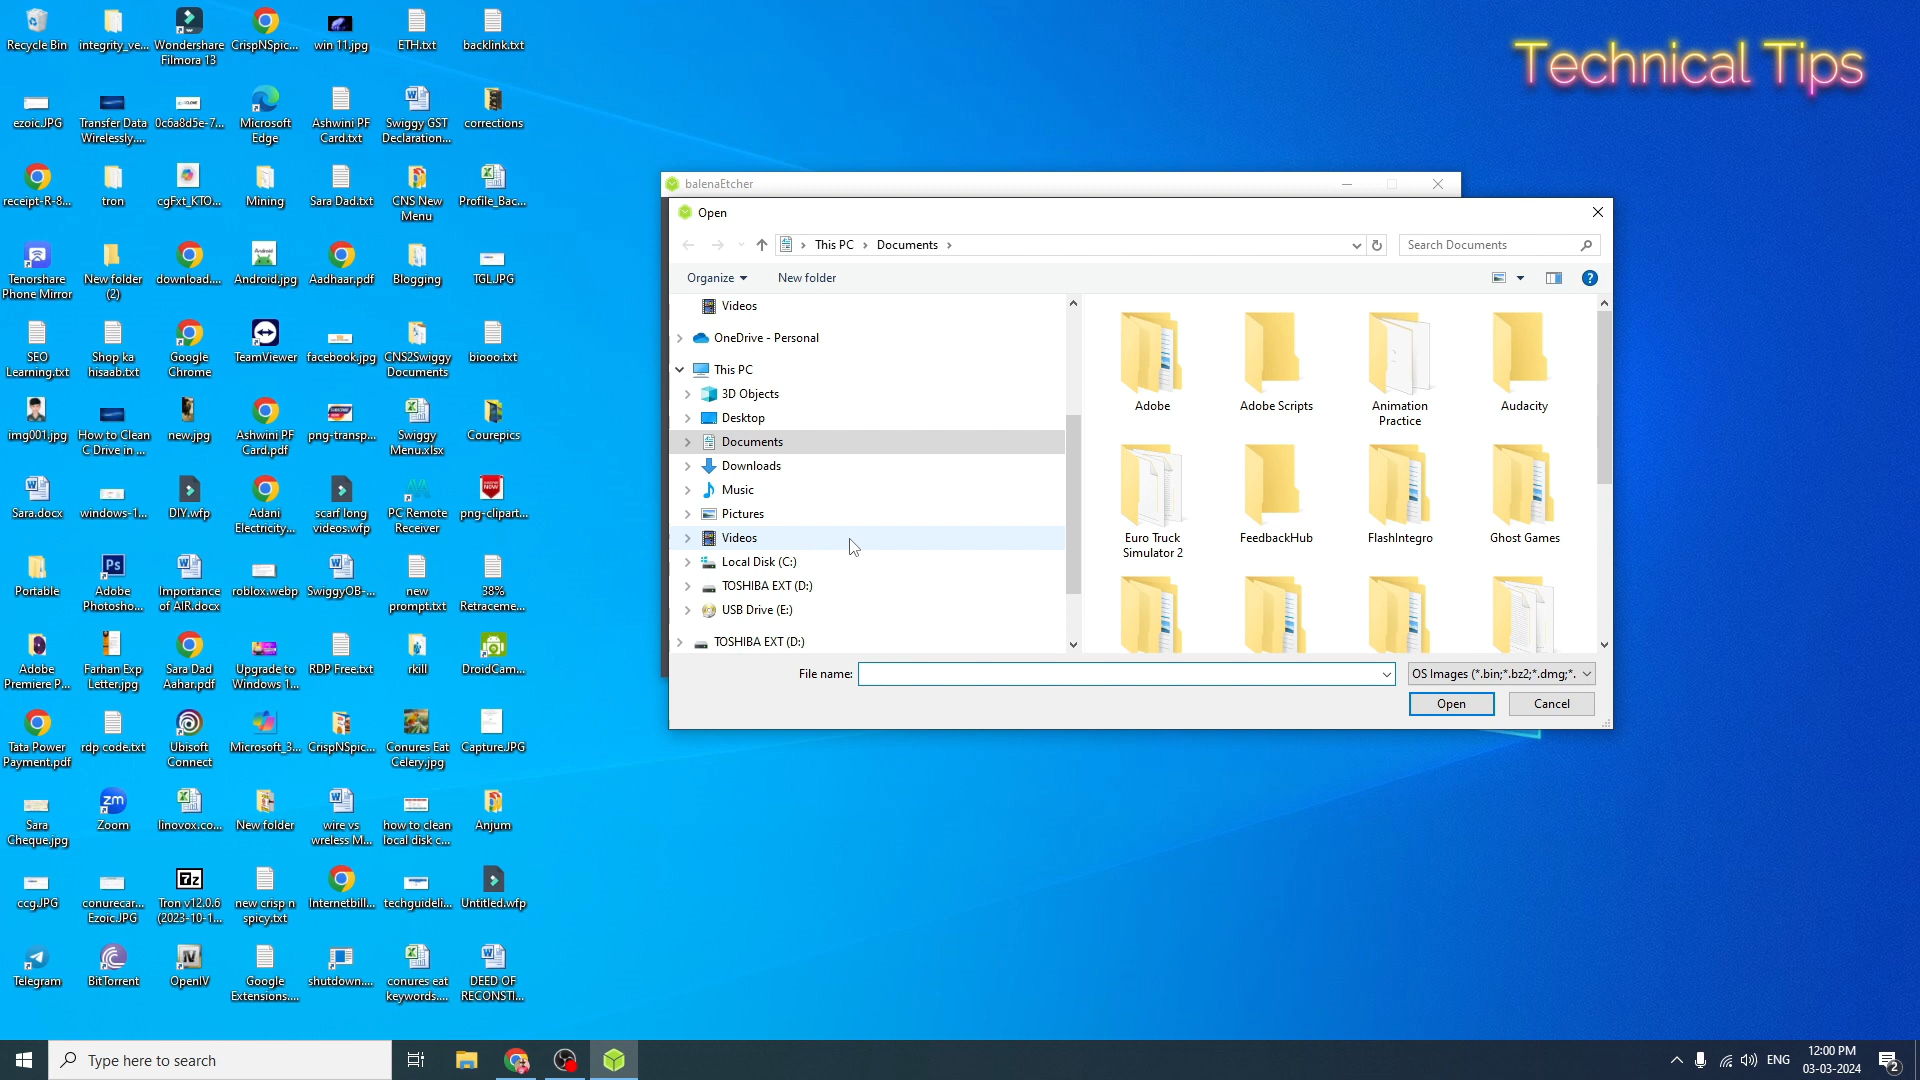 Technical Tips
Recycle Bin
integrity_ve...
Wondershare
Filmora 13
CrispNSpic...
win 11.jpg
ETH.txt
backlink.txt
ezoic.JPG
Transfer Data
Wirelessly....
0c6a8d5e-7...
Microsoft
Edge
Ashwini PF
Card.txt
Swiggy GST
Declaration...
corrections
receipt-R-8...
tron
cgFxt_KTO...
Mining
Sara Dad.txt
CNS New
Menu
Profile_Bac...
Tenorshare
Phone Mirror
New folder
(2)
download....
Android.jpg
Aadhaar.pdf
Blogging
TGL.JPG
SEO
Learning.txt
Shop ka
hisaab.txt
Google
Chrome
TeamViewer
facebook.jpg
CNS2Swiggy
Documents
biooo.txt
img001.jpg
How to Clean
C Drive in ...
new.jpg
Ashwini PF
Card.pdf
png-transp...
Swiggy
Menu.xlsx
Courepics
Sara.docx
windows-1...
DIY.wfp
Adani
Electricity...
scarf long
videos.wfp
PC Remote
Receiver
png-clipart...
Portable
Adobe
Photosho...
Importance
of AIR.docx
roblox.webp
SwiggyOB-...
new
prompt.txt
38%
Retraceme...
Adobe
Premiere P...
Farhan Exp
Letter.jpg
Sara Dad
Aahar.pdf
Upgrade to
Windows 1...
RDP Free.txt
rkill
DroidCam...
Tata Power
Payment.pdf
rdp code.txt
Ubisoft
Connect
Microsoft_3...
CrispNSpic...
Conures Eat
Celery.jpg
Capture.JPG
Sara
Cheque.jpg
Zoom
linovox.co...
New folder
wire vs
wreless M...
how to clean
local disk c...
Anjum
ccg.JPG
conurecar...
Ezoic.JPG
Tron v12.0.6
(2023-10-1...
new crisp n
spicy.txt
Internetbill...
techguideli...
Untitled.wfp
Telegram
BitTorrent
OpenIV
Google
Extensions....
shutdown....
conures eat
keywords....
DEED OF
RECONSTI...
balenaEtcher
Open
This PC > Documents >
Search Documents
Organize
New folder
Videos
OneDrive - Personal
This PC
3D Objects
Desktop
Documents
Downloads
Music
Pictures
Videos
Local Disk (C:)
TOSHIBA EXT (D:)
USB Drive (E:)
TOSHIBA EXT (D:)
Adobe
Adobe Scripts
Animation
Practice
Audacity
Euro Truck
Simulator 2
FeedbackHub
FlashIntegro
Ghost Games
File name:
OS Images (*.bin;*.bz2;*.dmg;*.
Open
Cancel
Type here to search
ENG
12:00 PM
03-03-2024
2